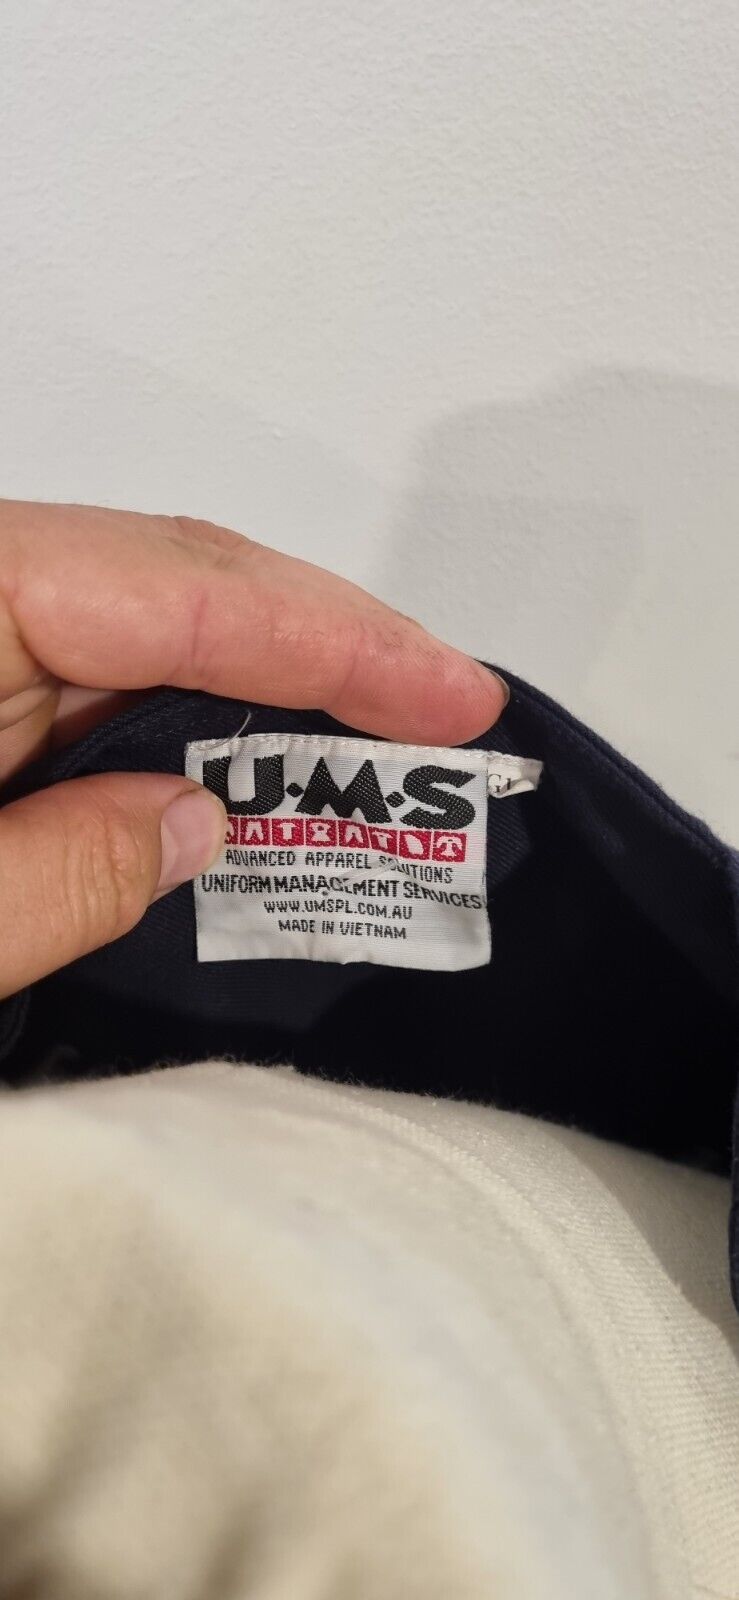 U·M·S
ADVANCED APPAREL SOLUTIONS
UNIFORM MANAGEMENT SERVICES
WWW.UMSPL.COM.AU
MADE IN VIETNAM